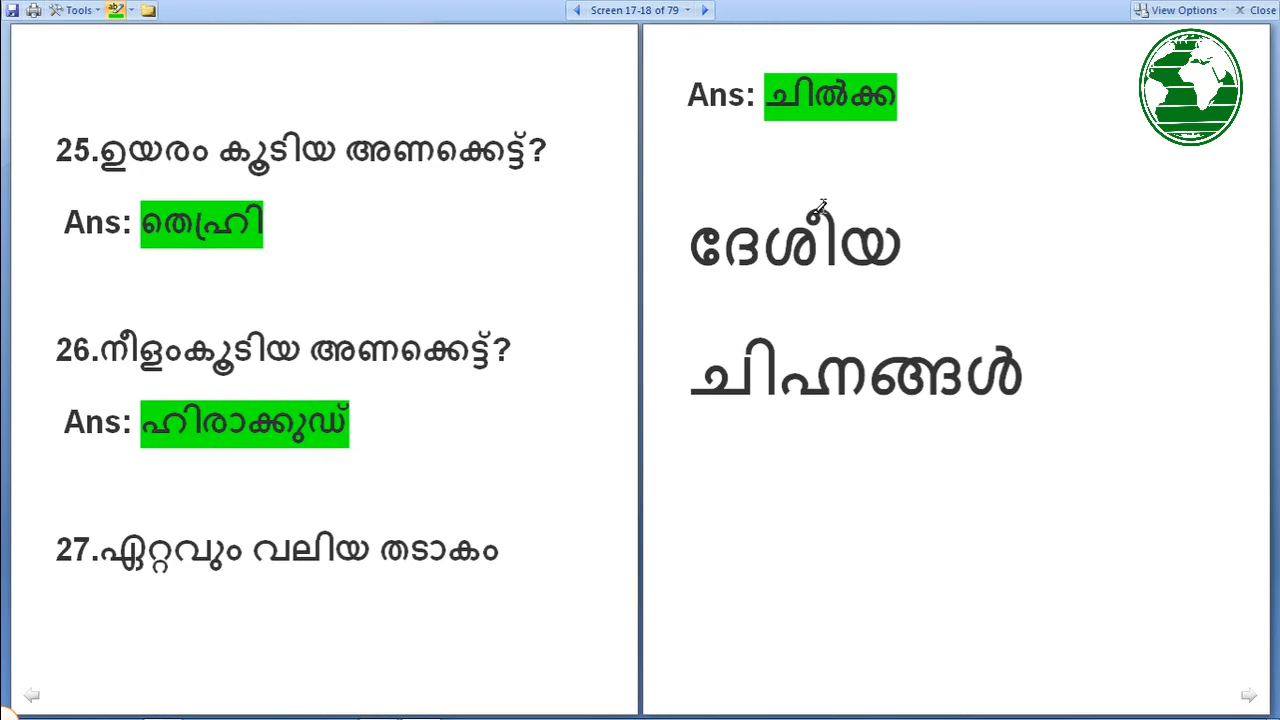 Tools
Screen 17-18 of 79
View Options
Close
25.ഉയരം കൂടിയ അണക്കെട്ട്?
Ans: തെഹ്രി
26.നീളംകൂടിയ അണക്കെട്ട്?
Ans: ഹിരാക്കുഡ്
27.ഏറ്റവും വലിയ തടാകം
Ans: ചിൽക്ക
ദേശീയ
ചിഹ്നങ്ങൾ